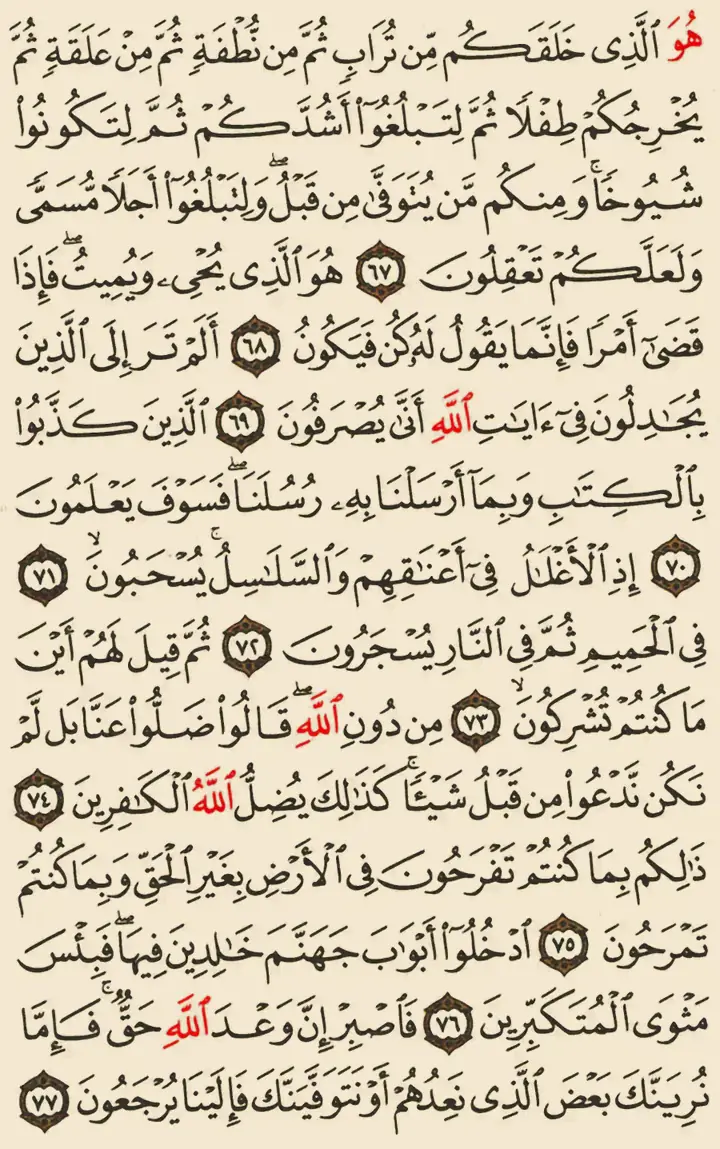 هُوَ ٱلَّذِى خَلَقَكُم مِّن تُرَابٍ ثُمَّ مِن نُّطْفَةٍ ثُمَّ مِنْ عَلَقَةٍ ثُمَّ
يُخْرِجُكُمْ طِفْلًا ثُمَّ لِتَبْلُغُوٓا۟ أَشُدَّكُمْ ثُمَّ لِتَكُونُوا۟
شُيُوخًا ۚ وَمِنكُم مَّن يُتَوَفَّىٰ مِن قَبْلُ ۖ وَلِتَبْلُغُوٓا۟ أَجَلًا مُّسَمًّى
وَلَعَلَّكُمْ تَعْقِلُونَ ٦٧ هُوَ ٱلَّذِى يُحْىِۦ وَيُمِيتُ ۖ فَإِذَا
قَضَىٰٓ أَمْرًا فَإِنَّمَا يَقُولُ لَهُۥ كُن فَيَكُونُ ٦٨ أَلَمْ تَرَ إِلَى ٱلَّذِينَ
يُجَـٰدِلُونَ فِىٓ ءَايَـٰتِ ٱللَّهِ أَنَّىٰ يُصْرَفُونَ ٦٩ ٱلَّذِينَ كَذَّبُوا۟
بِٱلْكِتَـٰبِ وَبِمَآ أَرْسَلْنَا بِهِۦ رُسُلَنَا ۖ فَسَوْفَ يَعْلَمُونَ
٧٠ إِذِ ٱلْأَغْلَـٰلُ فِىٓ أَعْنَـٰقِهِمْ وَٱلسَّلَـٰسِلُ ۚ يُسْحَبُونَ ۙ ٧١
فِى ٱلْحَمِيمِ ثُمَّ فِى ٱلنَّارِ يُسْجَرُونَ ٧٢ ثُمَّ قِيلَ لَهُمْ أَيْنَ
مَا كُنتُمْ تُشْرِكُونَ ۙ ٧٣ مِن دُونِ ٱللَّهِ ۖ قَالُوا۟ ضَلُّوا۟ عَنَّا بَل لَّمْ
نَكُن نَّدْعُوا۟ مِن قَبْلُ شَيْـًٔا ۚ كَذَٰلِكَ يُضِلُّ ٱللَّهُ ٱلْكَـٰفِرِينَ ٧٤
ذَٰلِكُم بِمَا كُنتُمْ تَفْرَحُونَ فِى ٱلْأَرْضِ بِغَيْرِ ٱلْحَقِّ وَبِمَا كُنتُمْ
تَمْرَحُونَ ٧٥ ٱدْخُلُوٓا۟ أَبْوَٰبَ جَهَنَّمَ خَـٰلِدِينَ فِيهَا ۖ فَبِئْسَ
مَثْوَى ٱلْمُتَكَبِّرِينَ ٧٦ فَٱصْبِرْ إِنَّ وَعْدَ ٱللَّهِ حَقٌّ ۚ فَإِمَّا
نُرِيَنَّكَ بَعْضَ ٱلَّذِى نَعِدُهُمْ أَوْ نَتَوَفَّيَنَّكَ فَإِلَيْنَا يُرْجَعُونَ ٧٧